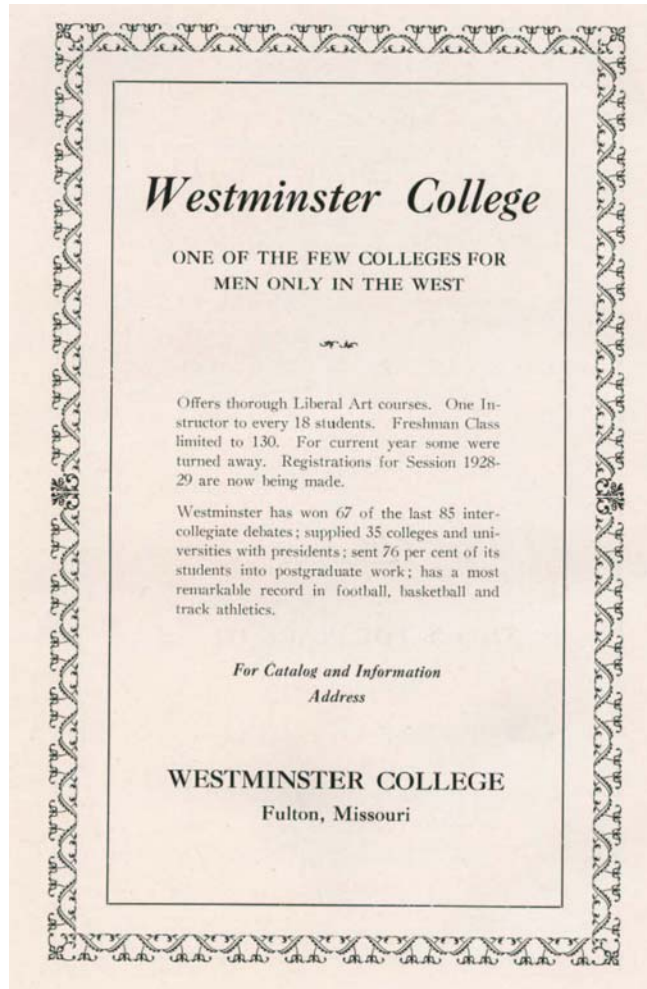 Westminster College
ONE OF THE FEW COLLEGES FOR
MEN ONLY IN THE WEST
Offers thorough Liberal Art courses. One In-
structor to every 18 students. Freshman Class
limited to 130. For current year some were
turned away. Registrations for Session 1928-
29 are now being made.
Westminster has won 67 of the last 85 inter-
collegiate debates; supplied 35 colleges and uni-
versities with presidents; sent 76 per cent of its
students into postgraduate work; has a most
remarkable record in football, basketball and
track athletics.
For Catalog and Information
Address
WESTMINSTER COLLEGE
Fulton, Missouri